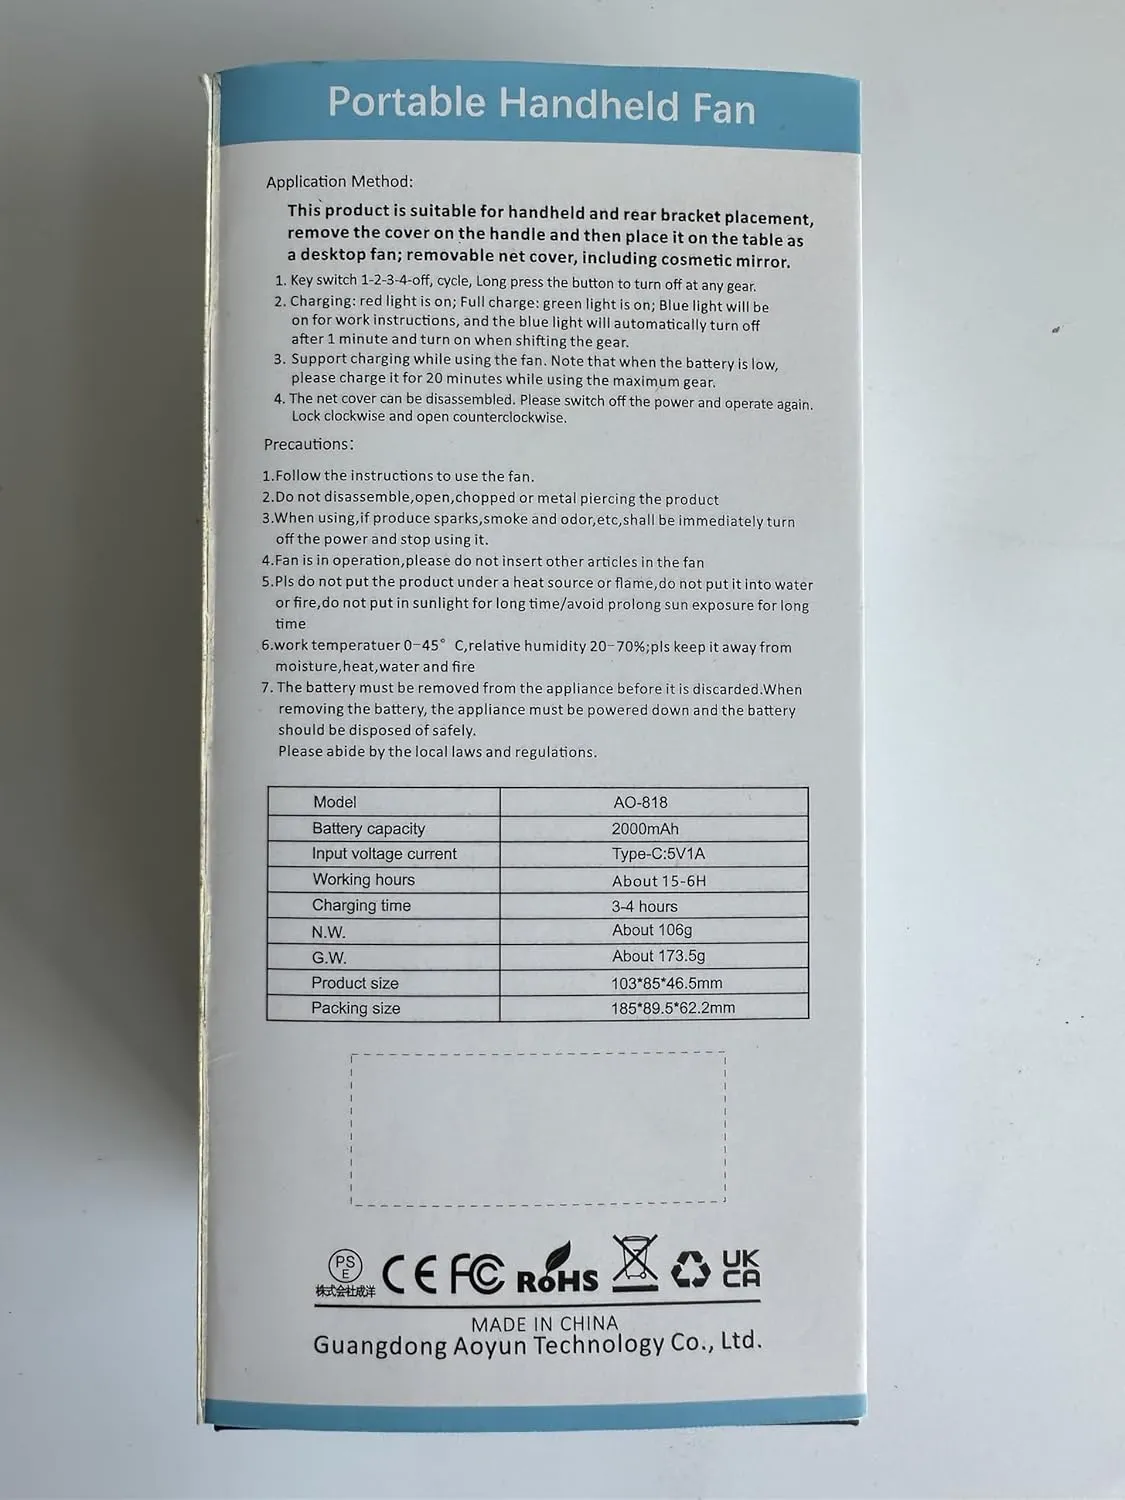 Portable Handheld Fan
Application Method:
This product is suitable for handheld and rear bracket placement,
remove the cover on the handle and then place it on the table as
a desktop fan; removable net cover, including cosmetic mirror.
1. Key switch 1-2-3-4-off, cycle, Long press the button to turn off at any gear.
2. Charging: red light is on; Full charge: green light is on; Blue light will be
on for work instructions, and the blue light will automatically turn off
after 1 minute and turn on when shifting the gear.
3. Support charging while using the fan. Note that when the battery is low,
please charge it for 20 minutes while using the maximum gear.
4. The net cover can be disassembled. Please switch off the power and operate again.
Lock clockwise and open counterclockwise.
Precautions:
1.Follow the instructions to use the fan.
2.Do not disassemble,open,chopped or metal piercing the product
3.When using,if produce sparks,smoke and odor,etc,shall be immediately turn
off the power and stop using it.
4.Fan is in operation,please do not insert other articles in the fan
5.Pls do not put the product under a heat source or flame,do not put it into water
or fire,do not put in sunlight for long time/avoid prolong sun exposure for long
time
6.work temperatuer 0-45° C,relative humidity 20-70%;pls keep it away from
moisture,heat,water and fire
7. The battery must be removed from the appliance before it is discarded.When
removing the battery, the appliance must be powered down and the battery
should be disposed of safely.
Please abide by the local laws and regulations.
Model AO-818
Battery capacity 2000mAh
Input voltage current Type-C:5V1A
Working hours About 15-6H
Charging time 3-4 hours
N.W. About 106g
G.W. About 173.5g
Product size 103*85*46.5mm
Packing size 185*89.5*62.2mm
PS
E
株式会社成洋
CE FC RoHS UK
CA
MADE IN CHINA
Guangdong Aoyun Technology Co., Ltd.